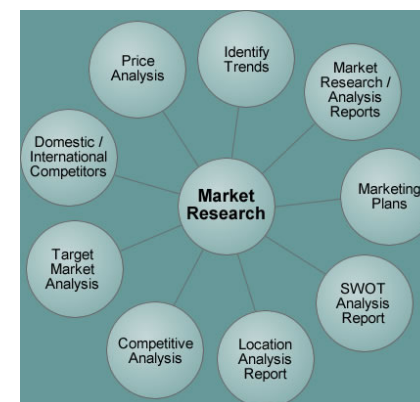 Price
Analysis
Identify
Trends
Market
Research /
Analysis
Reports
Domestic /
International
Competitors
Market
Research
Marketing
Plans
Target
Market
Analysis
SWOT
Analysis
Report
Competitive
Analysis
Location
Analysis
Report